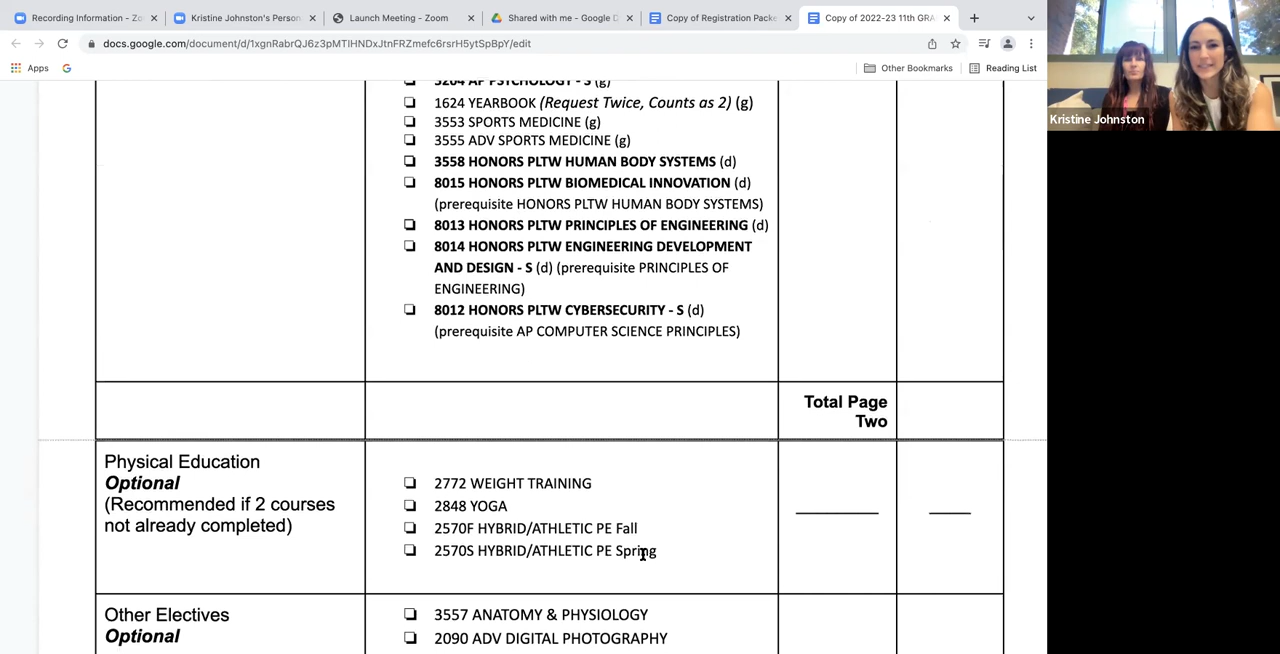 Recording Information - Zo
Kristine Johnston's Person
Launch Meeting - Zoom
Shared with me - Google D
Copy of Registration Packe
Copy of 2022-23 11th GRA
docs.google.com/document/d/1xgnRabrQJ6z3pMTIHNDxJtnFRZmefc6rsrH5ytSpBpY/edit
Apps
Other Bookmarks
Reading List
Kristine Johnston
3264 AP PSYCHOLOGY - S (g)
1624 YEARBOOK (Request Twice, Counts as 2) (g)
3553 SPORTS MEDICINE (g)
3555 ADV SPORTS MEDICINE (g)
3558 HONORS PLTW HUMAN BODY SYSTEMS (d)
8015 HONORS PLTW BIOMEDICAL INNOVATION (d)
(prerequisite HONORS PLTW HUMAN BODY SYSTEMS)
8013 HONORS PLTW PRINCIPLES OF ENGINEERING (d)
8014 HONORS PLTW ENGINEERING DEVELOPMENT
AND DESIGN - S (d) (prerequisite PRINCIPLES OF
ENGINEERING)
8012 HONORS PLTW CYBERSECURITY - S (d)
(prerequisite AP COMPUTER SCIENCE PRINCIPLES)
Total Page
Two
Physical Education
Optional
(Recommended if 2 courses
not already completed)
2772 WEIGHT TRAINING
2848 YOGA
2570F HYBRID/ATHLETIC PE Fall
2570S HYBRID/ATHLETIC PE Spring
Other Electives
Optional
3557 ANATOMY & PHYSIOLOGY
2090 ADV DIGITAL PHOTOGRAPHY